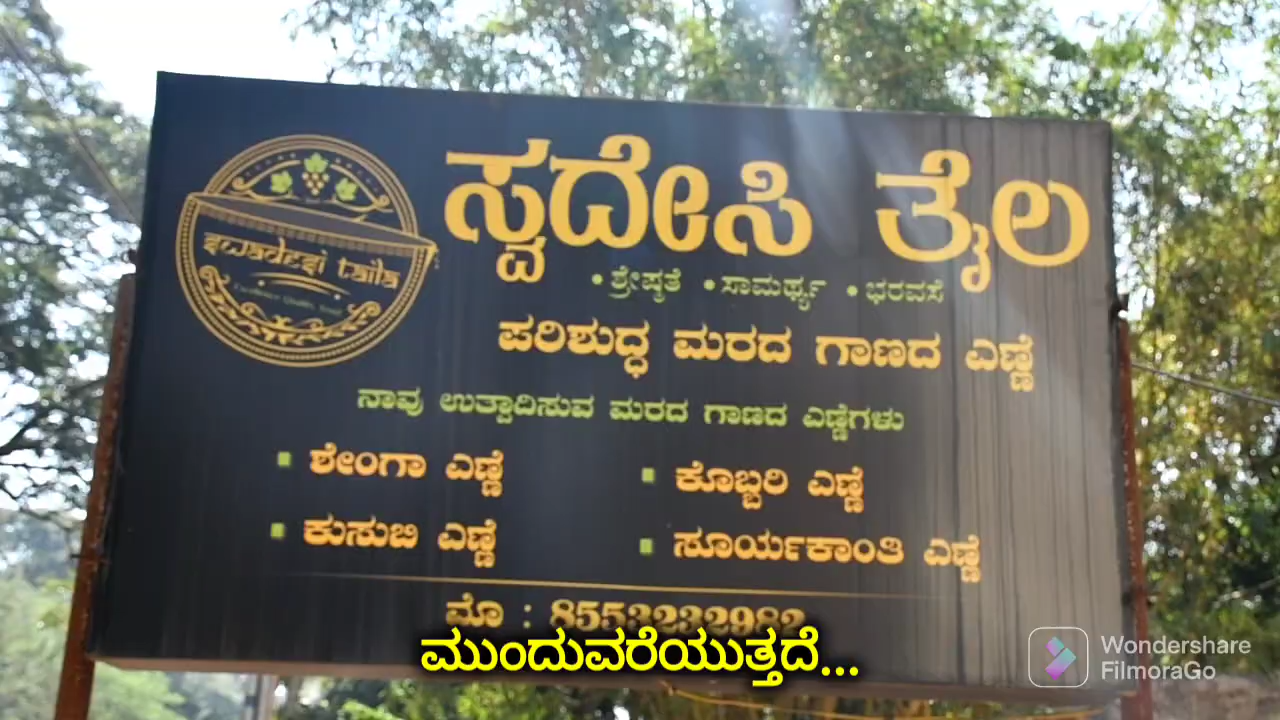 ಸ್ವದೇಸಿ ತೈಲ
swadesi taila
• ಶ್ರೇಷ್ಠತೆ • ಸಾಮರ್ಥ್ಯ • ಭರವಸೆ
ಪರಿಶುದ್ಧ ಮರದ ಗಾಣದ ಎಣ್ಣೆ
ನಾವು ಉತ್ಪಾದಿಸುವ ಮರದ ಗಾಣದ ಎಣ್ಣೆಗಳು
ಶೇಂಗಾ ಎಣ್ಣೆ
ಕೊಬ್ಬರಿ ಎಣ್ಣೆ
ಕುಸುಬಿ ಎಣ್ಣೆ
ಸೂರ್ಯಕಾಂತಿ ಎಣ್ಣೆ
ಮೊ : 8553232982
ಮುಂದುವರೆಯುತ್ತದೆ...
Wondershare
FilmoraGo